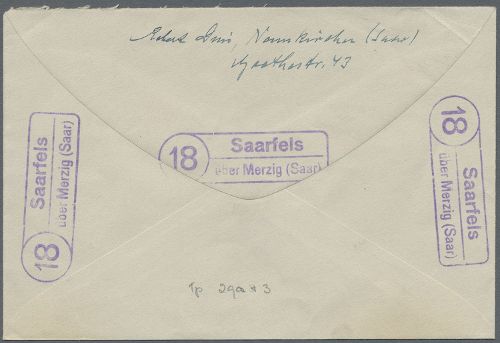 Neunkirchen (Saar)
Goethestr. 43
18
Saarfels
über Merzig (Saar)
18
Saarfels
über Merzig (Saar)
18
Saarfels
über Merzig (Saar)